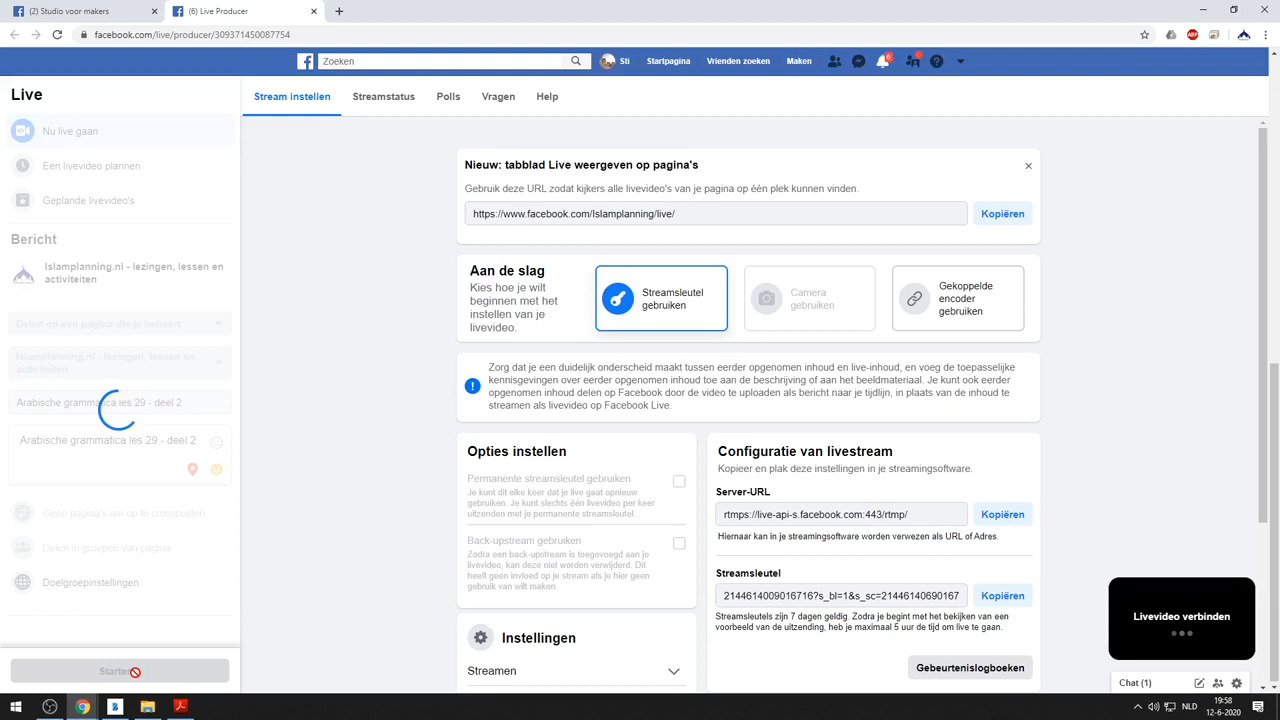 (2) Studio voor makers
(6) Live Producer
facebook.com/live/producer/309371450087754
Zoeken
Sti
Startpagina
Vrienden zoeken
Maken
6
Live
Nu live gaan
Een livevideo plannen
Geplande livevideo's
Bericht
Islamplanning.nl - lezingen, lessen en
activiteiten
Delen op een pagina die je beheert
Islamplanning.nl - lezingen, lessen en
activiteiten
Arabische grammatica les 29 - deel 2
Arabische grammatica les 29 - deel 2
Geen pagina's om op te crossposten
Delen in groepen van pagina
Doelgroepinstellingen
Starten
Stream instellen
Streamstatus
Polls
Vragen
Help
Nieuw: tabblad Live weergeven op pagina's
Gebruik deze URL zodat kijkers alle livevideo's van je pagina op één plek kunnen vinden.
https://www.facebook.com/Islamplanning/live/
Kopiëren
Aan de slag
Kies hoe je wilt
beginnen met het
instellen van je
livevideo.
Streamsleutel
gebruiken
Camera
gebruiken
Gekoppelde
encoder
gebruiken
Zorg dat je een duidelijk onderscheid maakt tussen eerder opgenomen inhoud en live-inhoud, en voeg de toepasselijke
kennisgevingen over eerder opgenomen inhoud toe aan de beschrijving of aan het beeldmateriaal. Je kunt ook eerder
opgenomen inhoud delen op Facebook door de video te uploaden als bericht naar je tijdlijn, in plaats van de inhoud te
streamen als livevideo op Facebook Live.
Opties instellen
Permanente streamsleutel gebruiken
Je kunt dit elke keer dat je live gaat opnieuw
gebruiken. Je kunt slechts één livevideo per keer
uitzenden met je permanente streamsleutel.
Back-upstream gebruiken
Zodra een back-upstream is toegevoegd aan je
livevideo, kan deze niet worden verwijderd. Dit
heeft geen invloed op je stream als je hier geen
gebruik van wilt maken.
Instellingen
Streamen
Configuratie van livestream
Kopieer en plak deze instellingen in je streamingsoftware.
Server-URL
rtmps://live-api-s.facebook.com:443/rtmp/
Kopiëren
Hiernaar kan in je streamingsoftware worden verwezen als URL of Adres.
Streamsleutel
2144614009016716?s_bl=1&s_sc=21446140690167
Kopiëren
Streamsleutels zijn 7 dagen geldig. Zodra je begint met het bekijken van een
voorbeeld van de uitzending, heb je maximaal 5 uur de tijd om live te gaan.
Gebeurtenislogboeken
Livevideo verbinden
Chat (1)
NLD
19:58
12-6-2020